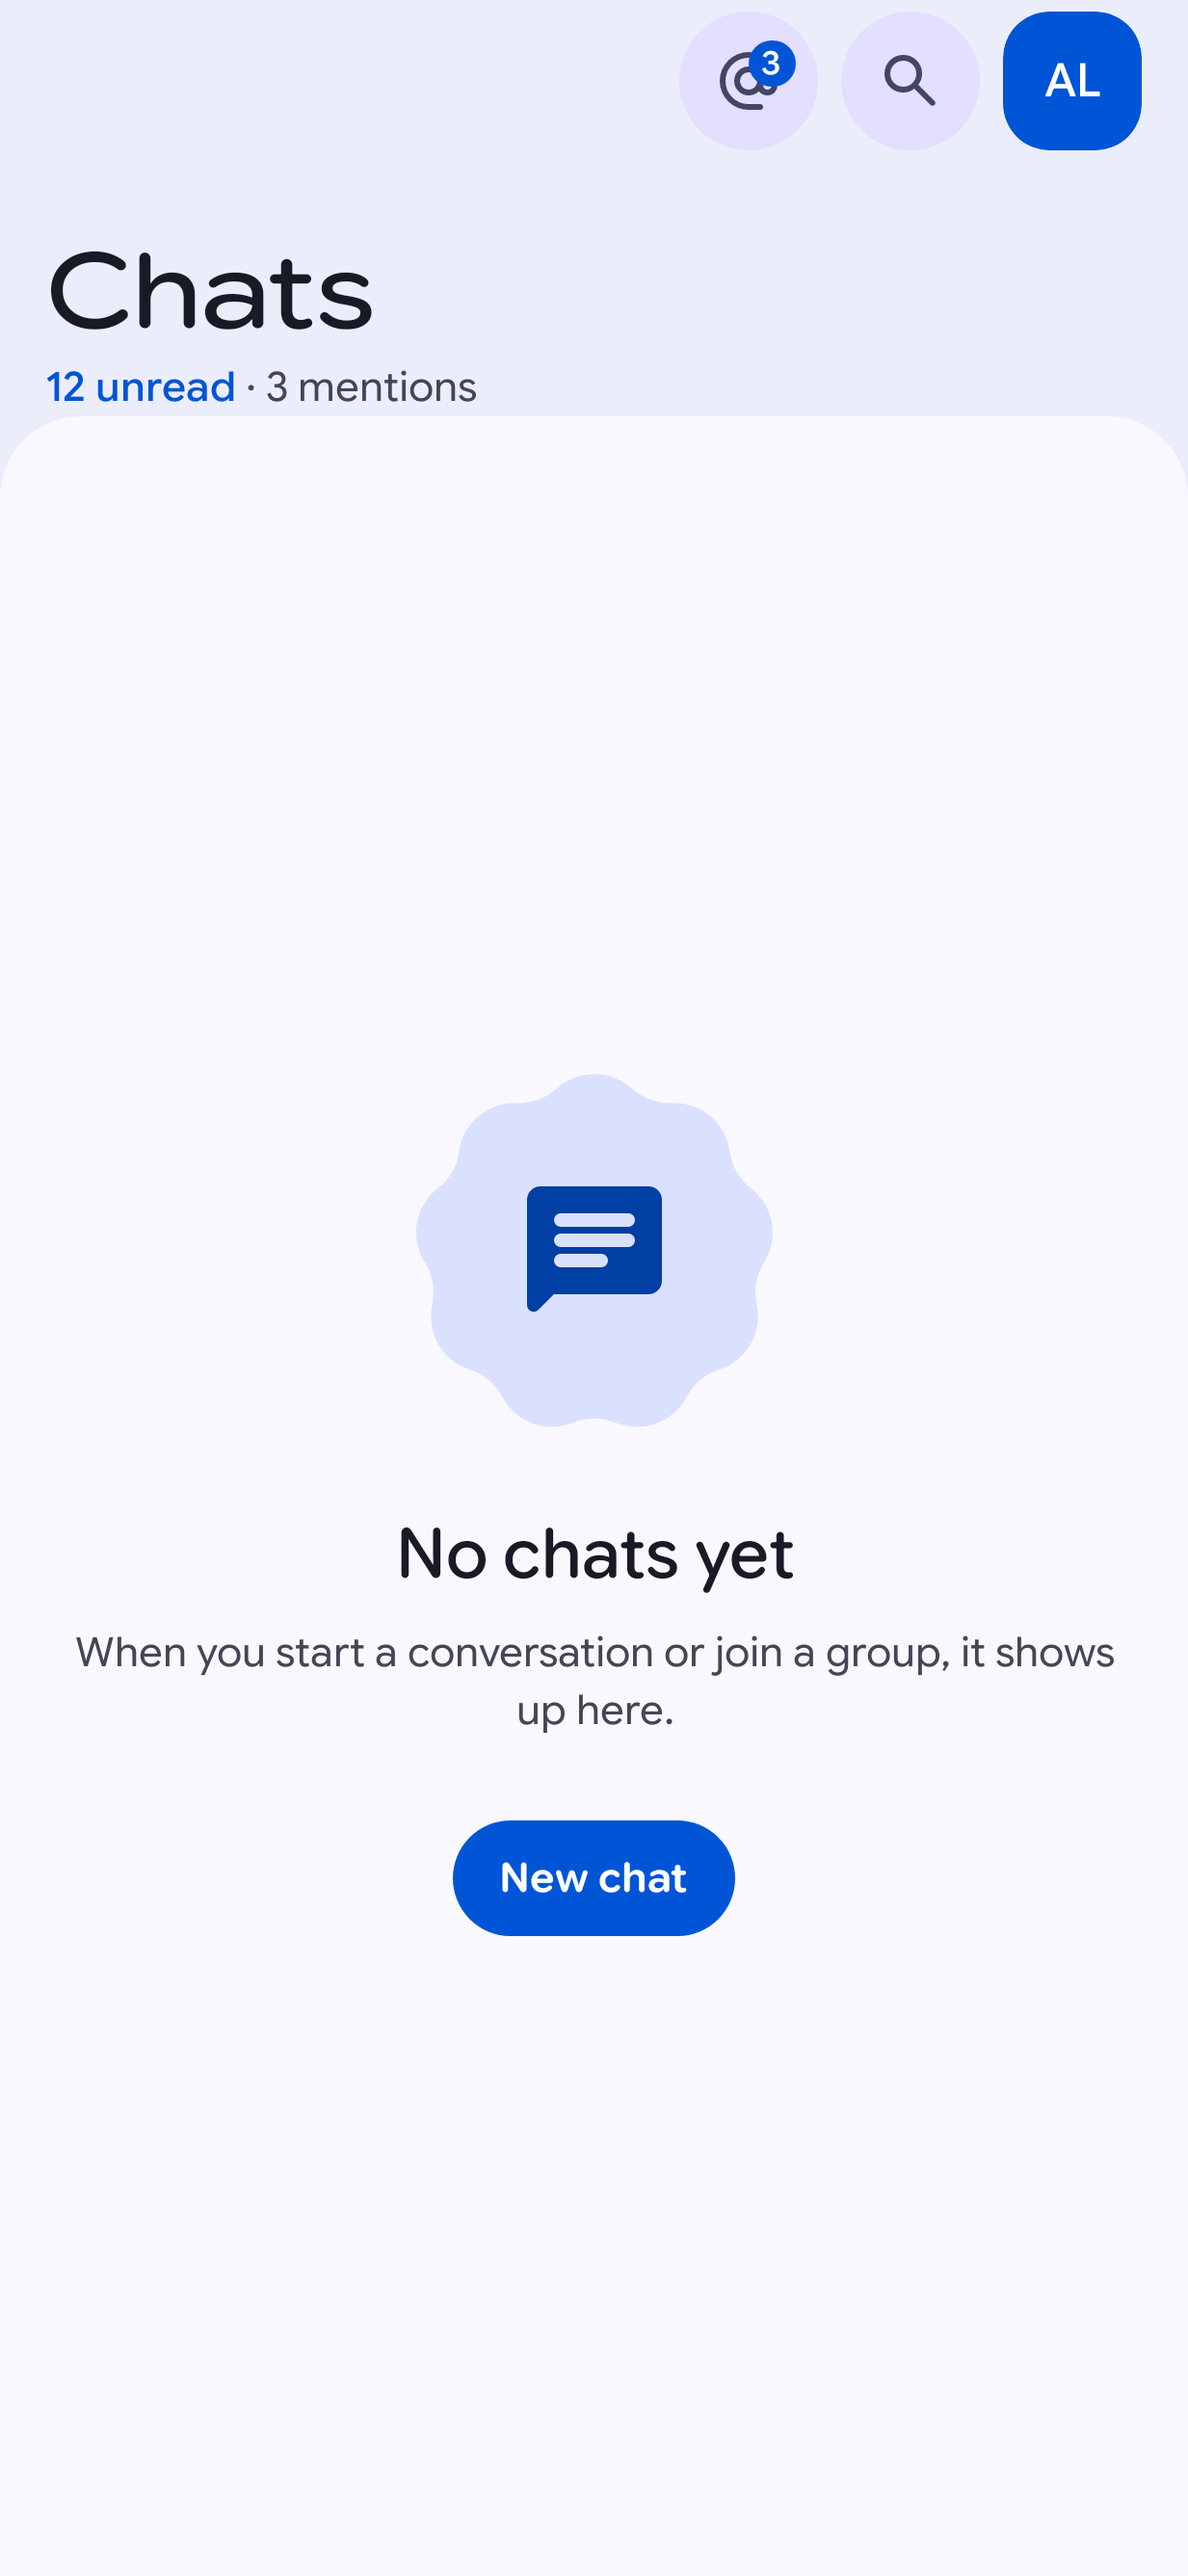 3
AL
Chats
12 unread · 3 mentions
No chats yet
When you start a conversation or join a group, it shows
up here.
New chat